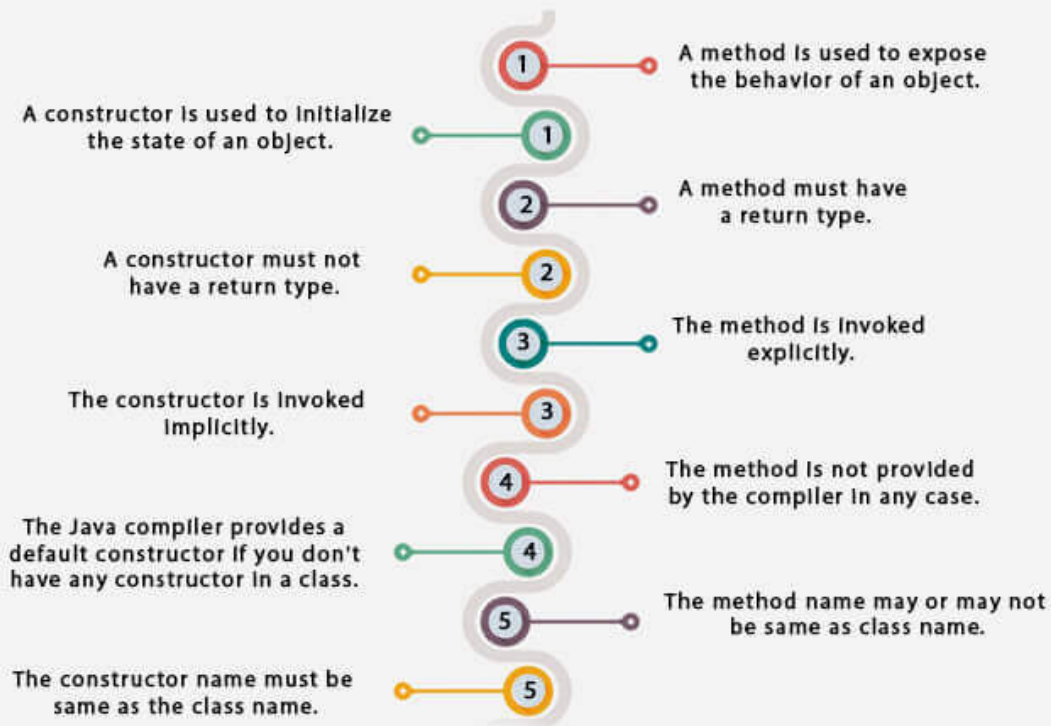 1
A method is used to expose
the behavior of an object.
A constructor is used to initialize
the state of an object.
1
2
A method must have
a return type.
A constructor must not
have a return type.
2
3
The method is invoked
explicitly.
The constructor is invoked
implicitly.
3
4
The method is not provided
by the compiler in any case.
The Java compiler provides a
default constructor if you don't
have any constructor in a class.
4
5
The method name may or may not
be same as class name.
The constructor name must be
same as the class name.
5